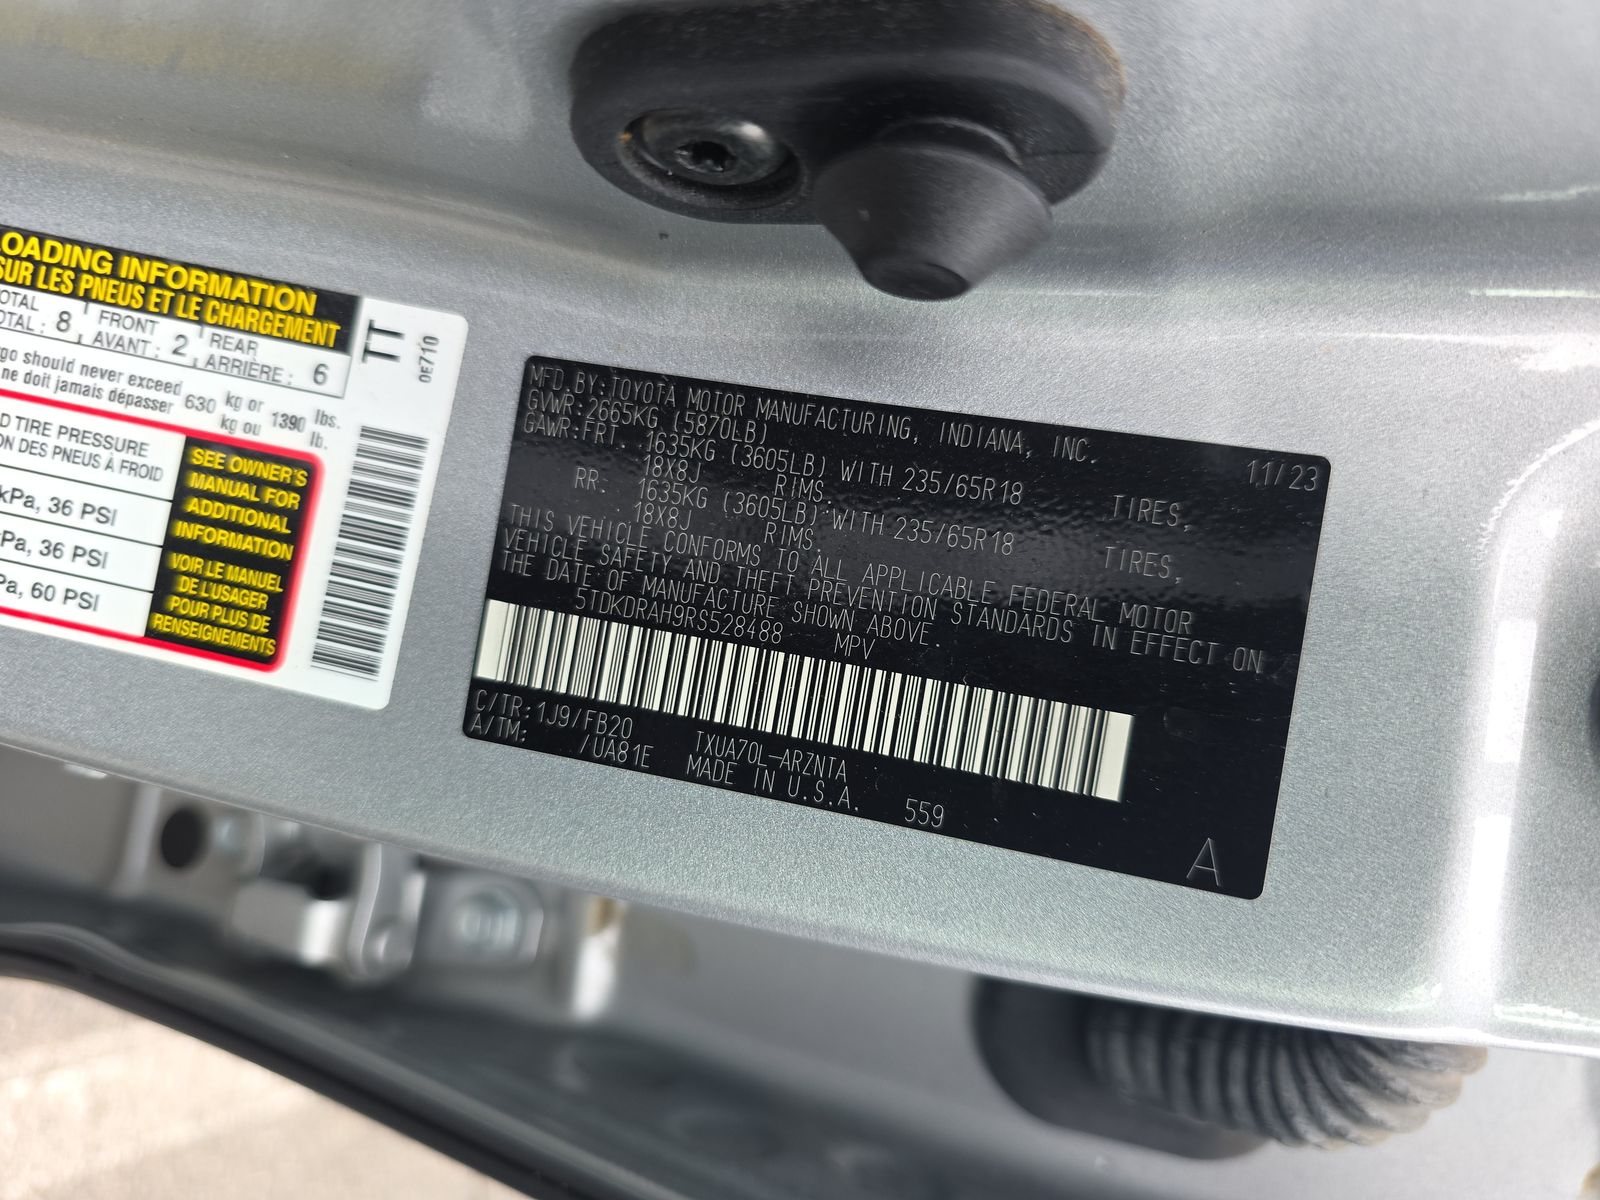 LOADING INFORMATION
SUR LES PNEUS ET LE CHARGEMENT
TOTAL FRONT REAR
TOTAL : 8 AVANT : 2 ARRIÈRE : 6
should never exceed 630 kg or 1390 lbs.
ne doit jamais dépasser kg ou lb.
TIRE PRESSURE
DES PNEUS À FROID
kPa, 36 PSI
kPa, 36 PSI
kPa, 60 PSI
SEE OWNER'S
MANUAL FOR
ADDITIONAL
INFORMATION
VOIR LE MANUEL
DE L'USAGER
POUR PLUS DE
RENSEIGNEMENTS
TT
0E710
MFD.BY:TOYOTA MOTOR MANUFACTURING, INDIANA, INC. 11/23
GVWR:2665KG (5870LB)
GAWR:FRT. 1635KG (3605LB) WITH 235/65R18 TIRES,
18X8J RIMS.
RR. 1635KG (3605LB) WITH 235/65R18 TIRES,
18X8J RIMS.
THIS VEHICLE CONFORMS TO ALL APPLICABLE FEDERAL MOTOR
VEHICLE SAFETY AND THEFT PREVENTION STANDARDS IN EFFECT ON
THE DATE OF MANUFACTURE SHOWN ABOVE.
5TDKDRAH9RS528488 MPV
C/TR:1J9/FB20 TXUA70L-ARZNTA
A/TM: /UA81E MADE IN U.S.A. 559
A